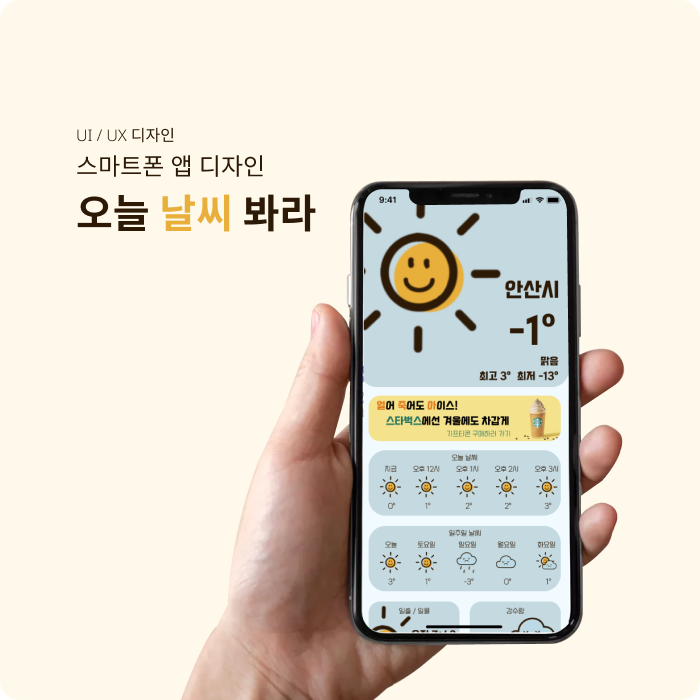 UI / UX 디자인
스마트폰 앱 디자인
오늘 날씨 봐라
9:41
안산시
-1°
맑음
최고 3° 최저 -13°
얼어 죽어도 아이스!
스타벅스에선 겨울에도 차갑게
기프티콘 구매하러 가기
오늘 날씨
지금 오후 12시 오후 1시 오후 2시 오후 3시
0° 1° 2° 2° 3°
일주일 날씨
오늘 토요일 일요일 월요일 화요일
3° 1° -3° 0° 1°
일출 / 일몰 강수량